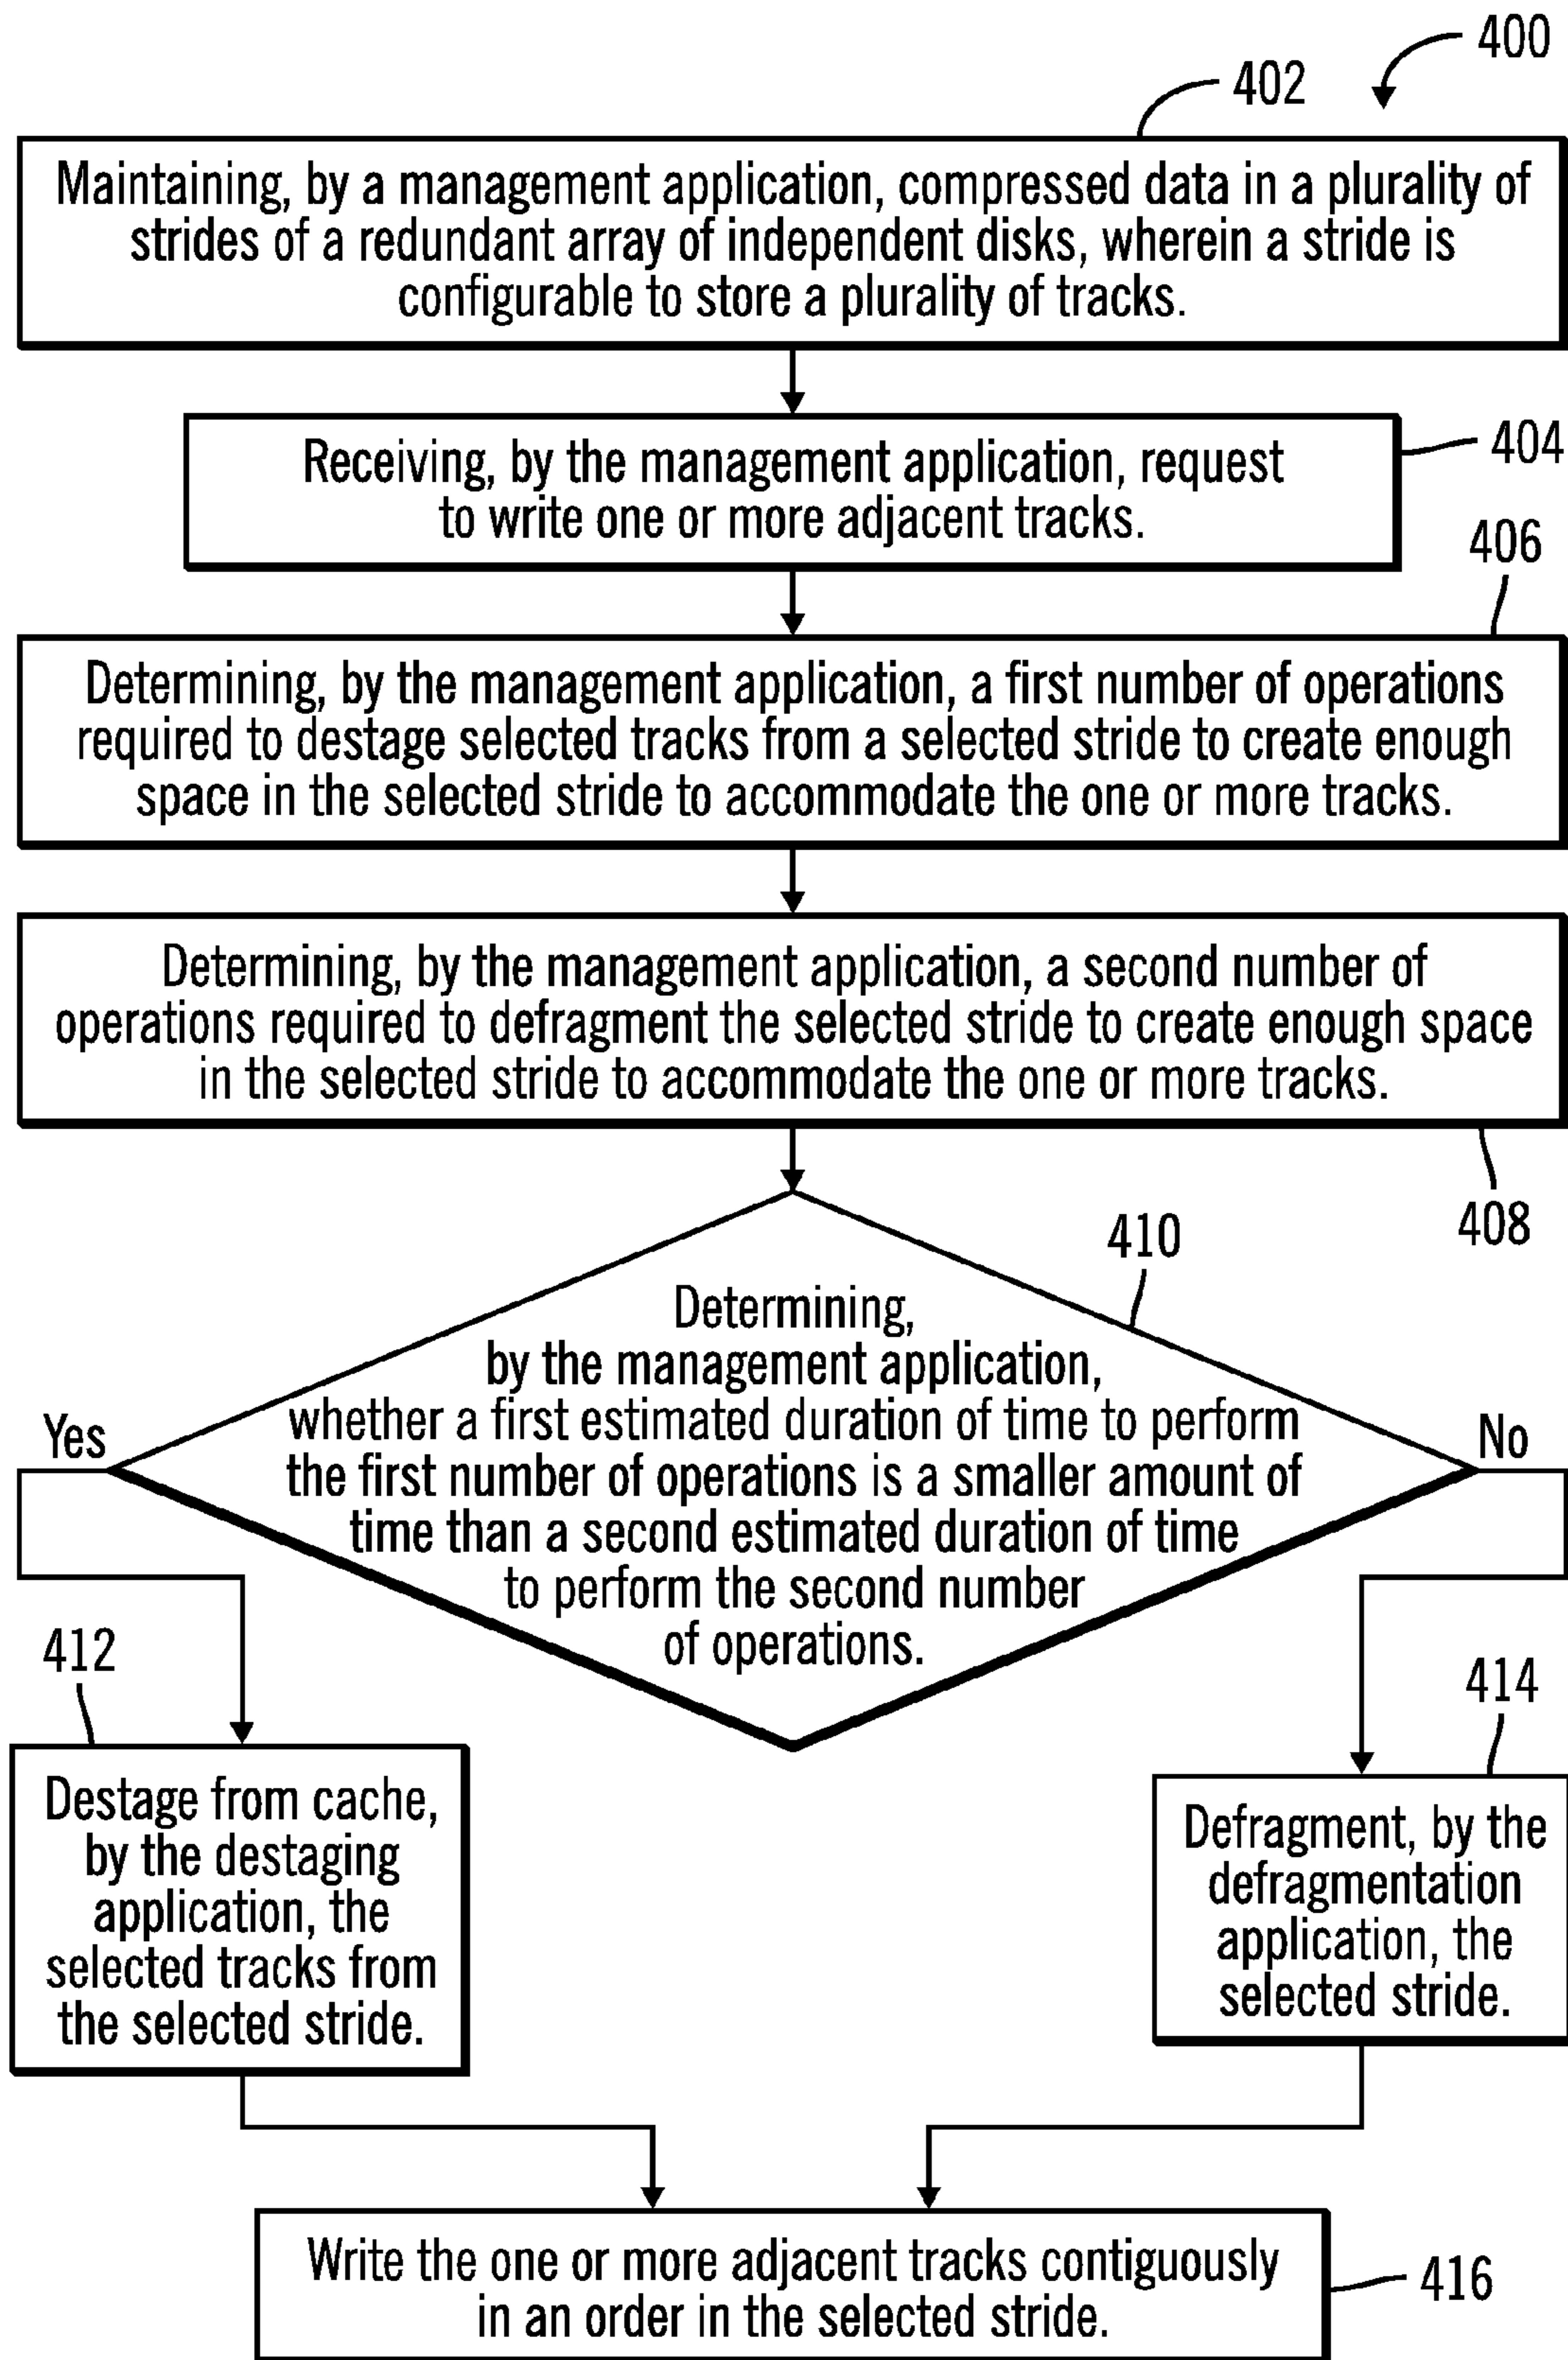 400
402
Maintaining, by a management application, compressed data in a plurality of
strides of a redundant array of independent disks, wherein a stride is
configurable to store a plurality of tracks.
Receiving, by the management application, request
to write one or more adjacent tracks.
404
406
Determining, by the management application, a first number of operations
required to destage selected tracks from a selected stride to create enough
space in the selected stride to accommodate the one or more tracks.
Determining, by the management application, a second number of
operations required to defragment the selected stride to create enough space
in the selected stride to accommodate the one or more tracks.
408
410
Determining,
by the management application,
whether a first estimated duration of time to perform
the first number of operations is a smaller amount of
time than a second estimated duration of time
to perform the second number
of operations.
Yes
No
412
Destage from cache,
by the destaging
application, the
selected tracks from
the selected stride.
414
Defragment, by the
defragmentation
application, the
selected stride.
Write the one or more adjacent tracks contiguously
in an order in the selected stride.
416